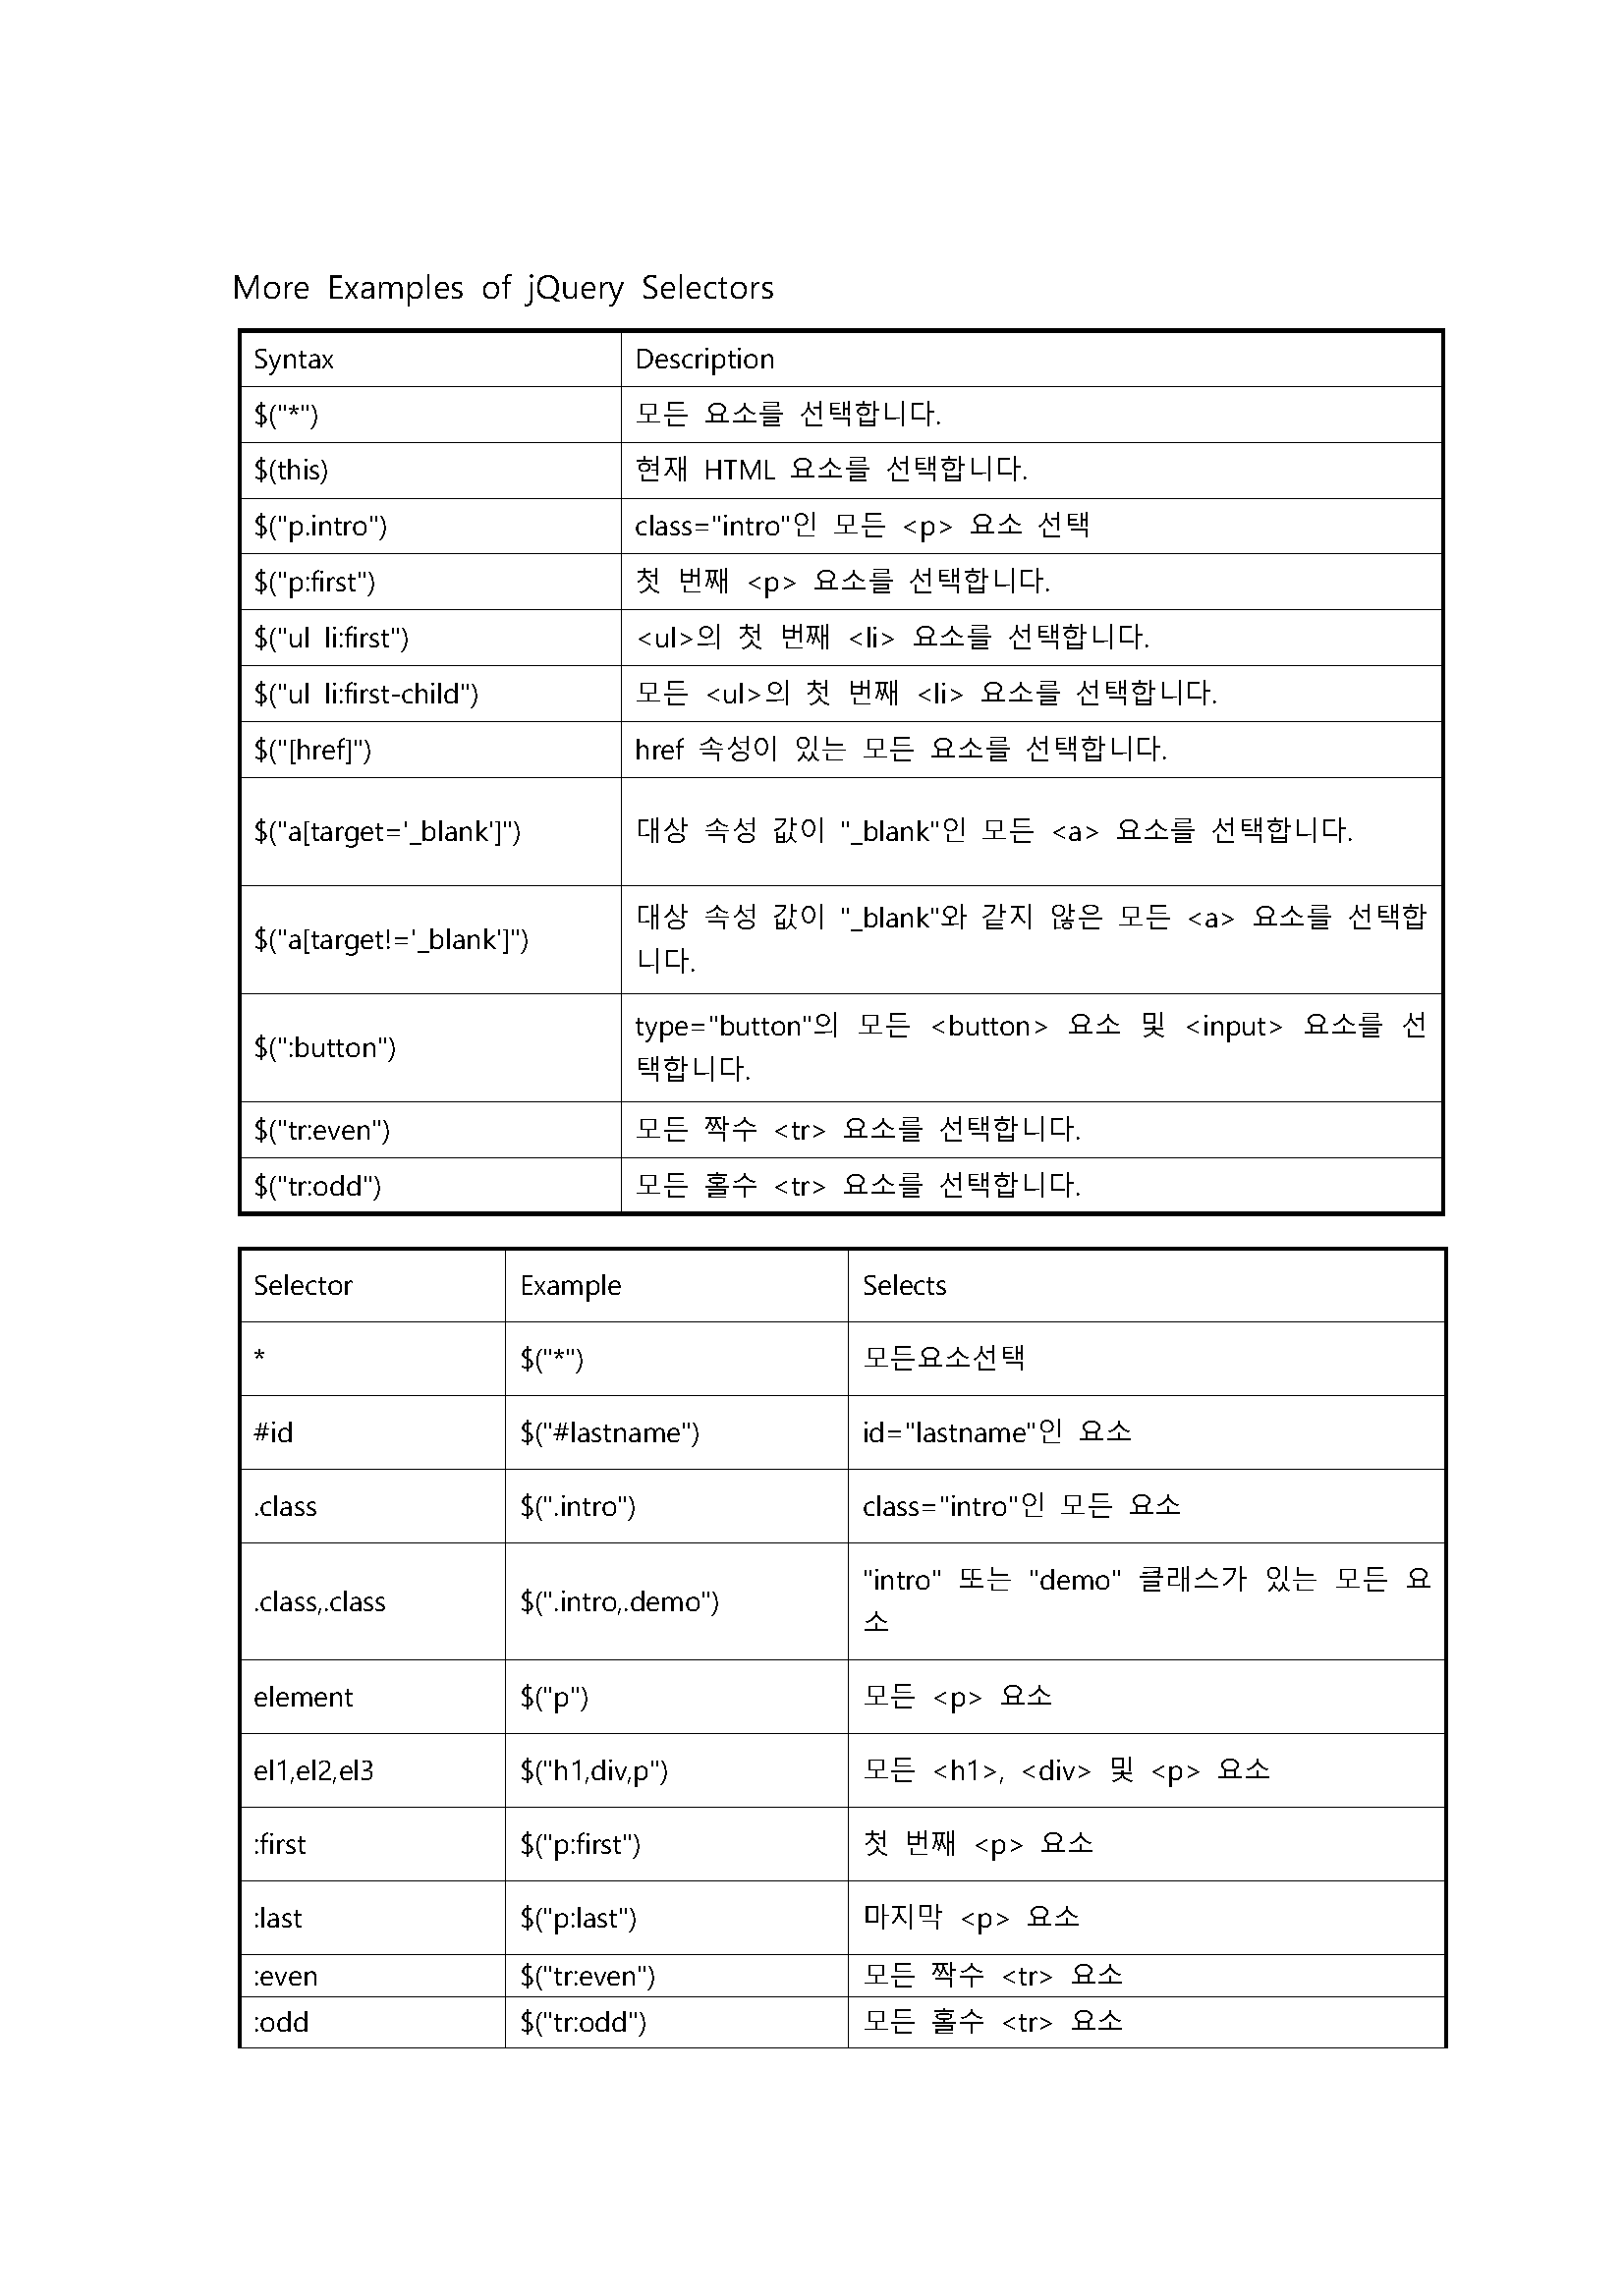 More Examples of jQuery Selectors
Syntax Description
$("*") 모든 요소를 선택합니다.
$(this) 현재 HTML 요소를 선택합니다.
$("p.intro") class="intro"인 모든 <p> 요소 선택
$("p:first") 첫 번째 <p> 요소를 선택합니다.
$("ul li:first") <ul>의 첫 번째 <li> 요소를 선택합니다.
$("ul li:first-child") 모든 <ul>의 첫 번째 <li> 요소를 선택합니다.
$("[href]") href 속성이 있는 모든 요소를 선택합니다.
$("a[target='_blank']") 대상 속성 값이 "_blank"인 모든 <a> 요소를 선택합니다.
$("a[target!='_blank']") 대상 속성 값이 "_blank"와 같지 않은 모든 <a> 요소를 선택합
니다.
$(":button") type="button"의 모든 <button> 요소 및 <input> 요소를 선
택합니다.
$("tr:even") 모든 짝수 <tr> 요소를 선택합니다.
$("tr:odd") 모든 홀수 <tr> 요소를 선택합니다.
Selector Example Selects
* $("*") 모든요소선택
#id $("#lastname") id="lastname"인 요소
.class $(".intro") class="intro"인 모든 요소
.class,.class $(".intro,.demo") "intro" 또는 "demo" 클래스가 있는 모든 요
소
element $("p") 모든 <p> 요소
el1,el2,el3 $("h1,div,p") 모든 <h1>, <div> 및 <p> 요소
:first $("p:first") 첫 번째 <p> 요소
:last $("p:last") 마지막 <p> 요소
:even $("tr:even") 모든 짝수 <tr> 요소
:odd $("tr:odd") 모든 홀수 <tr> 요소